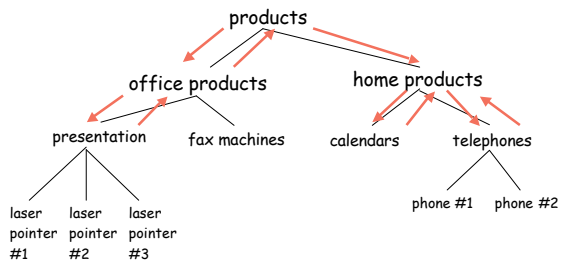 products
office products
home products
presentation
fax machines
calendars
telephones
laser
pointer
#1
laser
pointer
#2
laser
pointer
#3
phone #1
phone #2